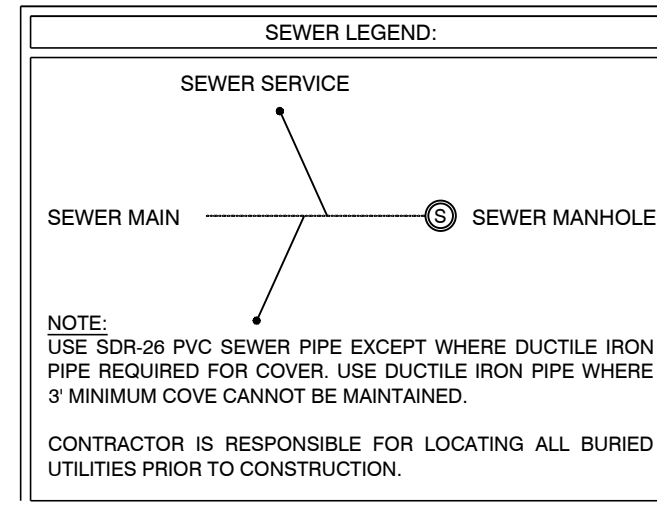 SEWER LEGEND:
SEWER SERVICE
SEWER MAIN
S
SEWER MANHOLE
NOTE:
USE SDR-26 PVC SEWER PIPE EXCEPT WHERE DUCTILE IRON
PIPE REQUIRED FOR COVER. USE DUCTILE IRON PIPE WHERE
3' MINIMUM COVE CANNOT BE MAINTAINED.
CONTRACTOR IS RESPONSIBLE FOR LOCATING ALL BURIED
UTILITIES PRIOR TO CONSTRUCTION.